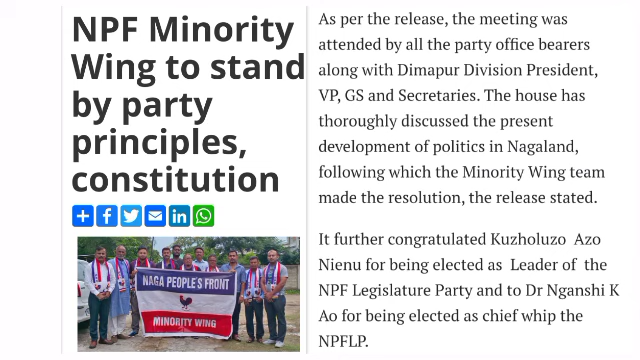 NPF Minority
Wing to stand
by party
principles,
constitution
NAGA PEOPLE'S FRONT
MINORITY WING
As per the release, the meeting was
attended by all the party office bearers
along with Dimapur Division President,
VP, GS and Secretaries. The house has
thoroughly discussed the present
development of politics in Nagaland,
following which the Minority Wing team
made the resolution, the release stated.
It further congratulated Kuzholuzo Azo
Nienu for being elected as Leader of the
NPF Legislature Party and to Dr Nganshi K
Ao for being elected as chief whip the
NPFLP.